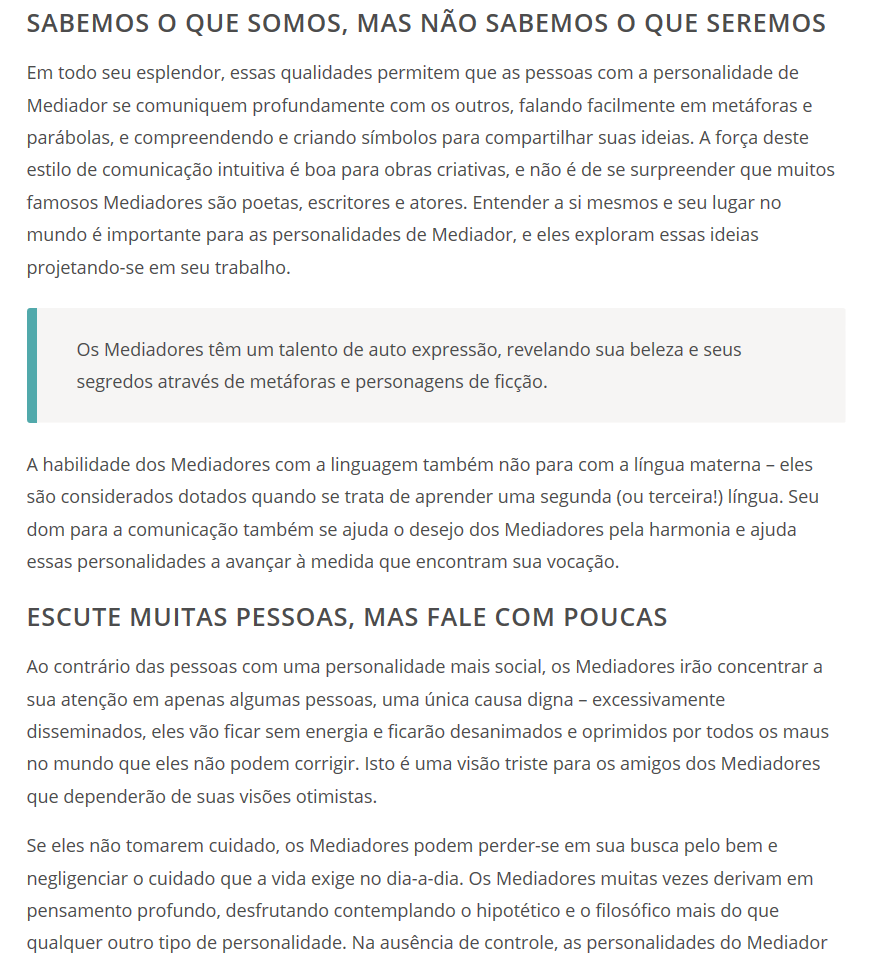 SABEMOS O QUE SOMOS, MAS NÃO SABEMOS O QUE SEREMOS
Em todo seu esplendor, essas qualidades permitem que as pessoas com a personalidade de
Mediador se comuniquem profundamente com os outros, falando facilmente em metáforas e
parábolas, e compreendendo e criando símbolos para compartilhar suas ideias. A força deste
estilo de comunicação intuitiva é boa para obras criativas, e não é de se surpreender que muitos
famosos Mediadores são poetas, escritores e atores. Entender a si mesmos e seu lugar no
mundo é importante para as personalidades de Mediador, e eles exploram essas ideias
projetando-se em seu trabalho.
Os Mediadores têm um talento de auto expressão, revelando sua beleza e seus
segredos através de metáforas e personagens de ficção.
A habilidade dos Mediadores com a linguagem também não para com a língua materna – eles
são considerados dotados quando se trata de aprender uma segunda (ou terceira!) língua. Seu
dom para a comunicação também se ajuda o desejo dos Mediadores pela harmonia e ajuda
essas personalidades a avançar à medida que encontram sua vocação.
ESCUTE MUITAS PESSOAS, MAS FALE COM POUCAS
Ao contrário das pessoas com uma personalidade mais social, os Mediadores irão concentrar a
sua atenção em apenas algumas pessoas, uma única causa digna – excessivamente
disseminados, eles vão ficar sem energia e ficarão desanimados e oprimidos por todos os maus
no mundo que eles não podem corrigir. Isto é uma visão triste para os amigos dos Mediadores
que dependerão de suas visões otimistas.
Se eles não tomarem cuidado, os Mediadores podem perder-se em sua busca pelo bem e
negligenciar o cuidado que a vida exige no dia-a-dia. Os Mediadores muitas vezes derivam em
pensamento profundo, desfrutando contemplando o hipotético e o filosófico mais do que
qualquer outro tipo de personalidade. Na ausência de controle, as personalidades do Mediador